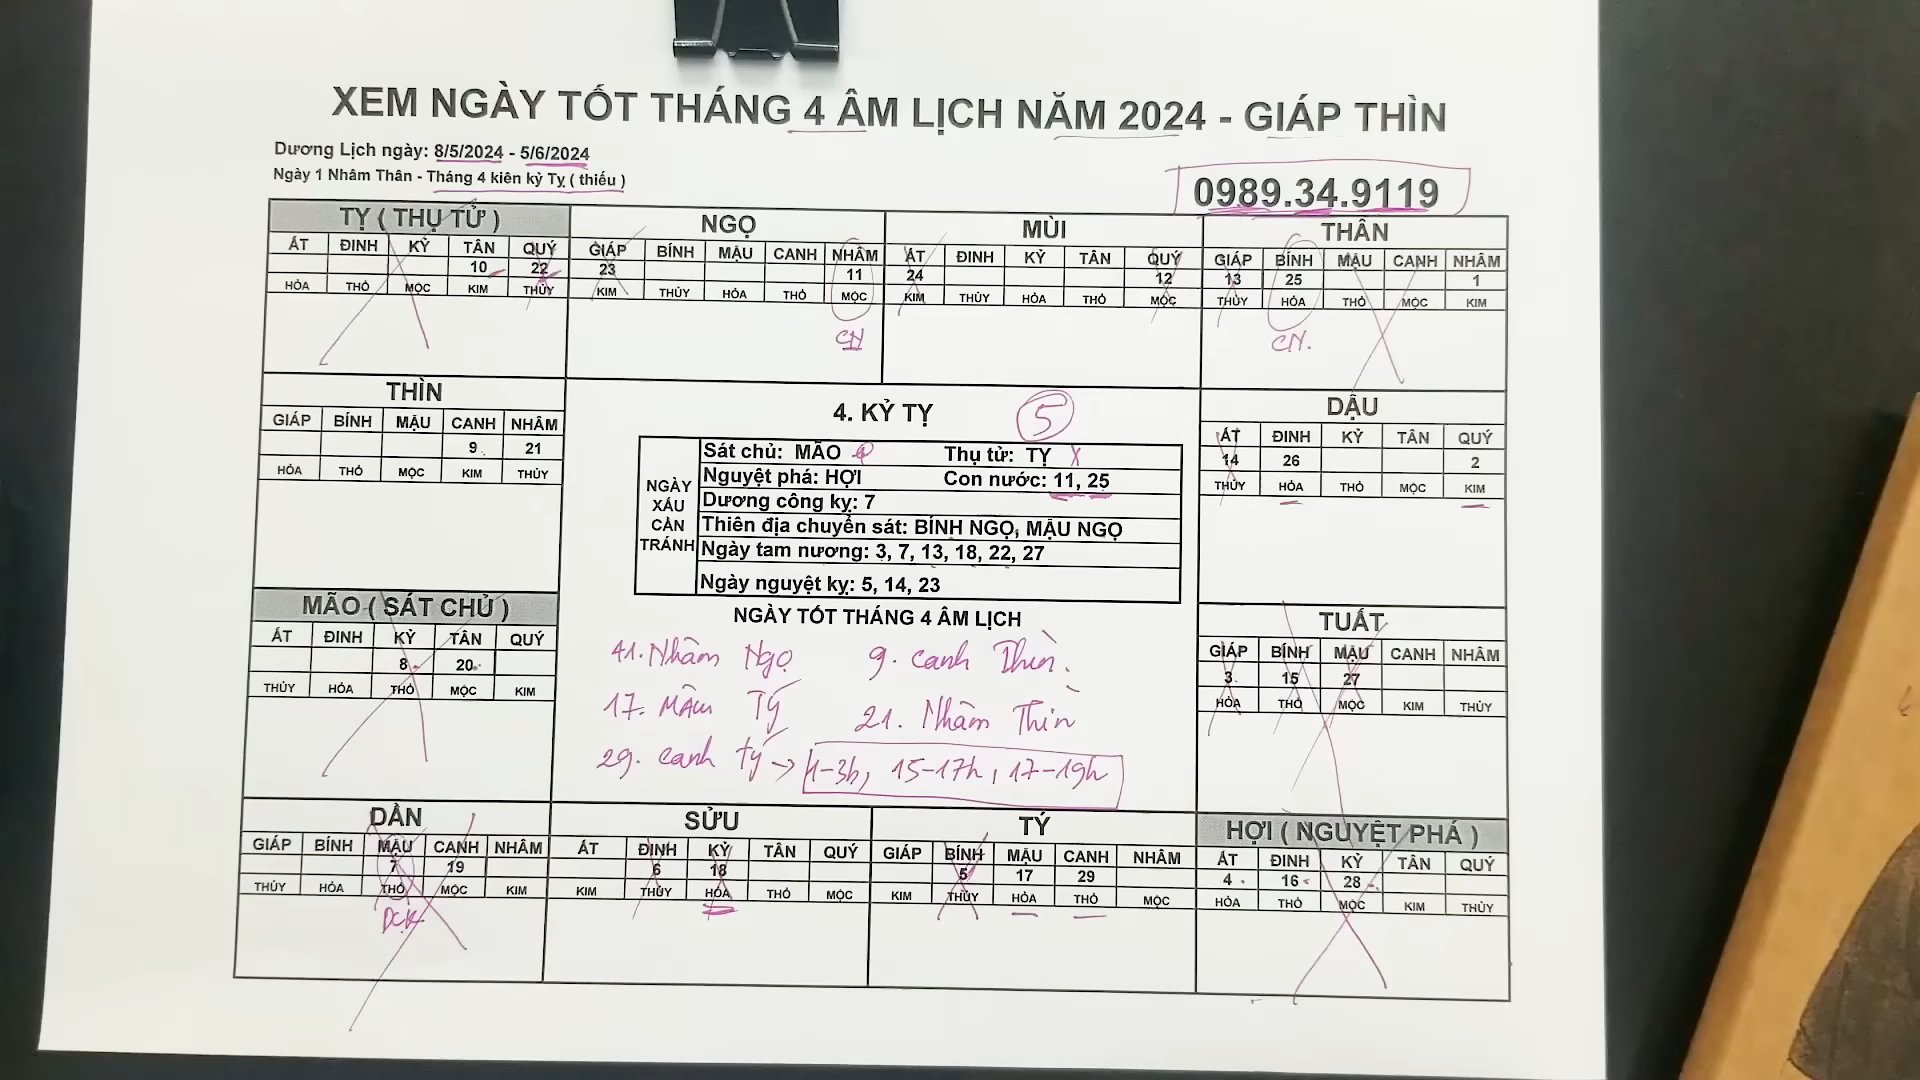 XEM NGÀY TỐT THÁNG 4 ÂM LỊCH NĂM 2024 - GIÁP THÌN
Dương Lịch ngày: 8/5/2024 - 5/6/2024
Ngày 1 Nhâm Thân - Tháng 4 kiên kỷ Tỵ ( thiếu )
0989.34.9119
TỴ ( THỤ TỬ )
ẤT ĐINH KỶ TÂN QUÝ
10 22
HỎA THỔ MỘC KIM THỦY
NGỌ
GIÁP BÍNH MẬU CANH NHÂM
23 11
KIM THỦY HỎA THỔ MỘC
CN
MÙI
ẤT ĐINH KỶ TÂN QUÝ
24 12
KIM THỦY HỎA THỔ MỘC
THÂN
GIÁP BÍNH MẬU CANH NHÂM
13 25 1
THỦY HỎA THỔ MỘC KIM
CN.
THÌN
GIÁP BÍNH MẬU CANH NHÂM
9 21
HỎA THỔ MỘC KIM THỦY
4. KỶ TỴ
5
NGÀY XẤU CẦN TRÁNH
Sát chủ: MÃO Thụ tử: TỴ X
Nguyệt phá: HỢI Con nước: 11, 25
Dương công kỵ: 7
Thiên địa chuyển sát: BÍNH NGỌ, MẬU NGỌ
Ngày tam nương: 3, 7, 13, 18, 22, 27
Ngày nguyệt kỵ: 5, 14, 23
DẬU
ẤT ĐINH KỶ TÂN QUÝ
14 26 2
THỦY HỎA THỔ MỘC KIM
MÃO ( SÁT CHỦ )
ẤT ĐINH KỶ TÂN QUÝ
8 20
THỦY HỎA THỔ MỘC KIM
NGÀY TỐT THÁNG 4 ÂM LỊCH
11. Nhâm Ngọ 9. canh Thìn.
17. Mậu Tý 21. Nhâm Thìn
29. canh tý → 1-3h, 15-17h, 17-19h
TUẤT
GIÁP BÍNH MẬU CANH NHÂM
3 15 27
HỎA THỔ MỘC KIM THỦY
DẦN
GIÁP BÍNH MẬU CANH NHÂM
7 19
THỦY HỎA THỔ MỘC KIM
DCK
SỬU
ẤT ĐINH KỶ TÂN QUÝ
6 18
KIM THỦY HỎA THỔ MỘC
TÝ
GIÁP BÍNH MẬU CANH NHÂM
5 17 29
KIM THỦY HỎA THỔ MỘC
HỢI ( NGUYỆT PHÁ )
ẤT ĐINH KỶ TÂN QUÝ
4 16 28
HỎA THỔ MỘC KIM THỦY